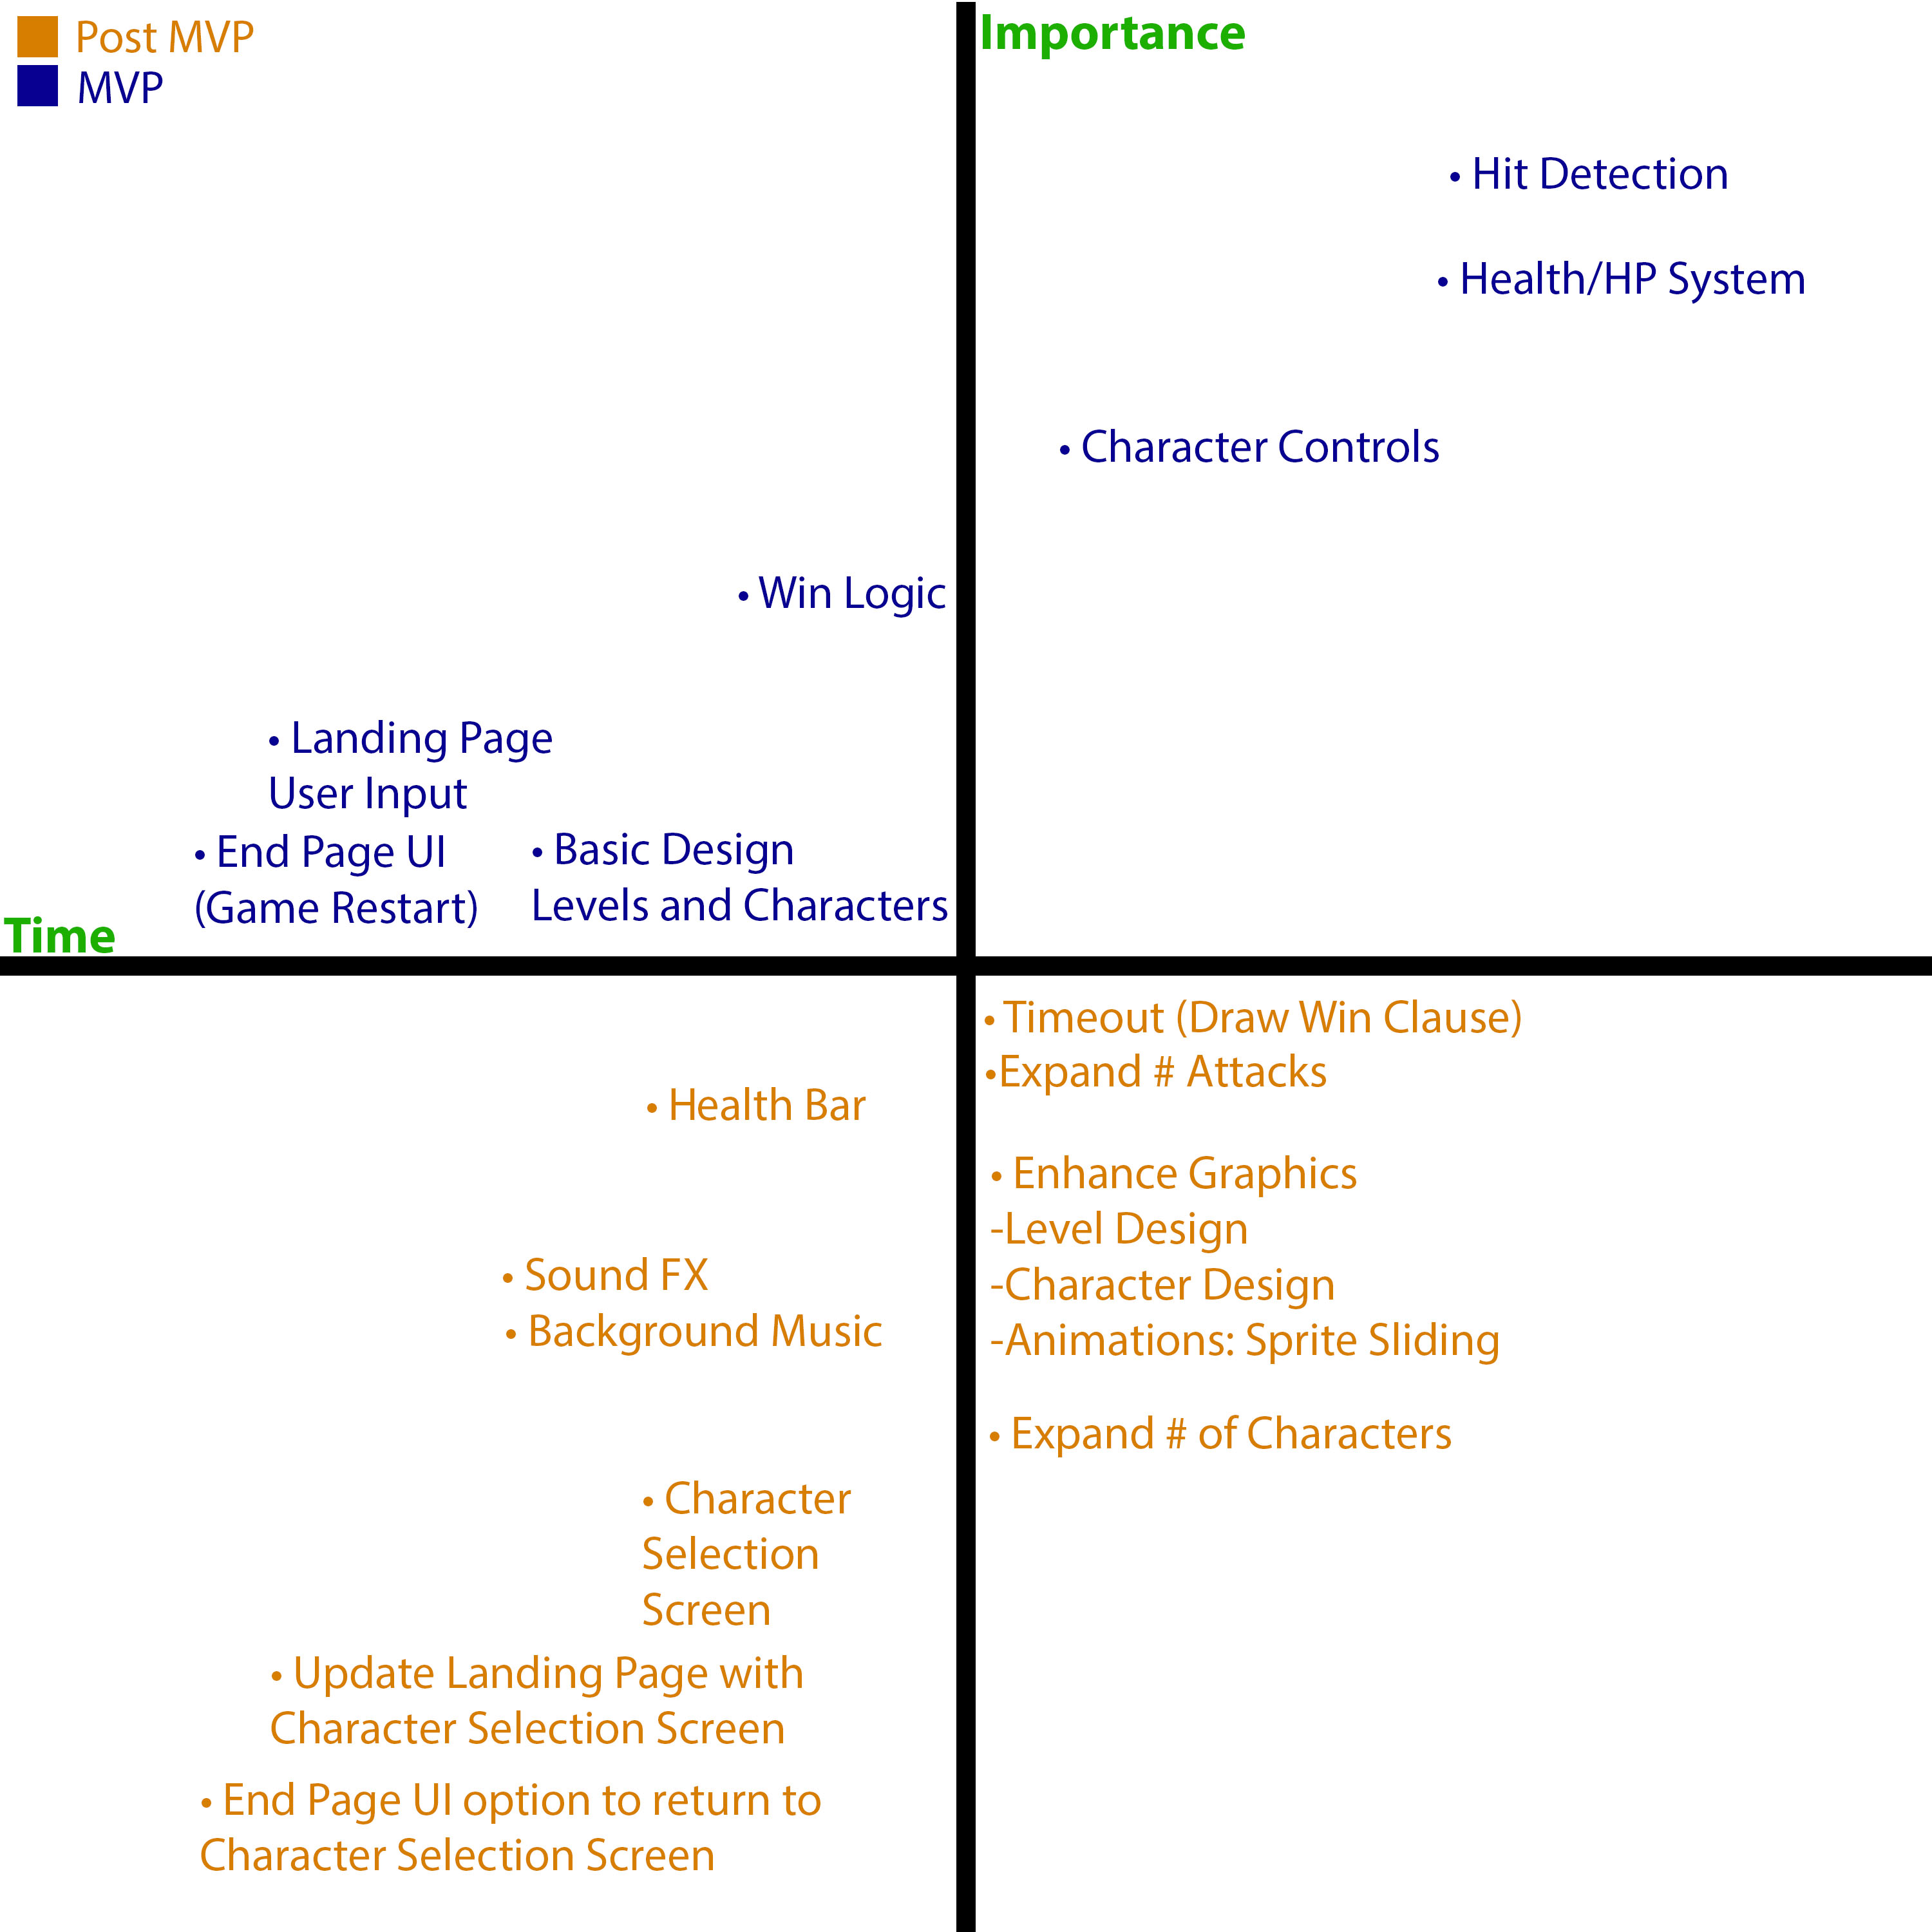 Post MVP
MVP
Importance
• Hit Detection
• Health/HP System
• Character Controls
• Win Logic
• Landing Page
User Input
• End Page UI
(Game Restart)
• Basic Design
Levels and Characters
Time
• Timeout (Draw Win Clause)
•Expand # Attacks
• Health Bar
• Enhance Graphics
-Level Design
-Character Design
-Animations: Sprite Sliding
• Sound FX
• Background Music
• Expand # of Characters
• Character
Selection
Screen
• Update Landing Page with
Character Selection Screen
• End Page UI option to return to
Character Selection Screen